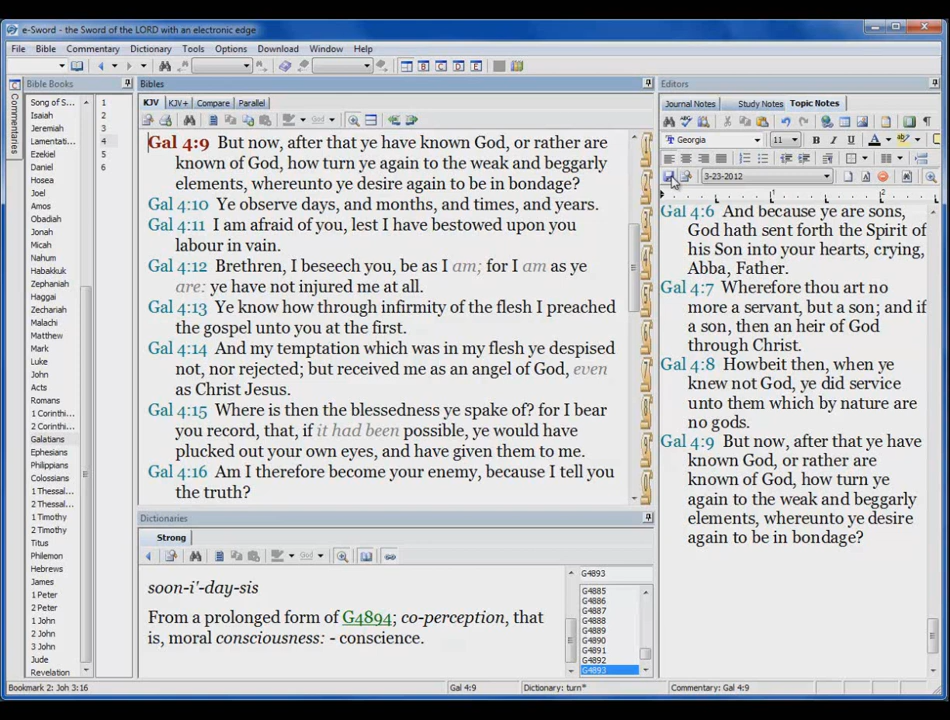 e-Sword - the Sword of the LORD with an electronic edge
File Bible Commentary Dictionary Tools Options Download Window Help
B C D E
Commentaries
Bible Books
Song of S...
Isaiah
Jeremiah
Lamentati...
Ezekiel
Daniel
Hosea
Joel
Amos
Obadiah
Jonah
Micah
Nahum
Habakkuk
Zephaniah
Haggai
Zechariah
Malachi
Matthew
Mark
Luke
John
Acts
Romans
1 Corinthi...
2 Corinthi...
Galatians
Ephesians
Philippians
Colossians
1 Thessal...
2 Thessal...
1 Timothy
2 Timothy
Titus
Philemon
Hebrews
James
1 Peter
2 Peter
1 John
2 John
3 John
Jude
Revelation
1
2
3
4
5
6
Bibles
KJV KJV+ Compare Parallel
God
Gal 4:9 But now, after that ye have known God, or rather are
known of God, how turn ye again to the weak and beggarly
elements, whereunto ye desire again to be in bondage?
Gal 4:10 Ye observe days, and months, and times, and years.
Gal 4:11 I am afraid of you, lest I have bestowed upon you
labour in vain.
Gal 4:12 Brethren, I beseech you, be as I am; for I am as ye
are: ye have not injured me at all.
Gal 4:13 Ye know how through infirmity of the flesh I preached
the gospel unto you at the first.
Gal 4:14 And my temptation which was in my flesh ye despised
not, nor rejected; but received me as an angel of God, even
as Christ Jesus.
Gal 4:15 Where is then the blessedness ye spake of? for I bear
you record, that, if it had been possible, ye would have
plucked out your own eyes, and have given them to me.
Gal 4:16 Am I therefore become your enemy, because I tell you
the truth?
1
2
3
4
5
6
7
8
9
0
Dictionaries
Strong
God
soon-i'-day-sis
From a prolonged form of G4894; co-perception, that
is, moral consciousness: - conscience.
G4893
G4885
G4886
G4887
G4888
G4889
G4890
G4891
G4892
G4893
Editors
Journal Notes Study Notes Topic Notes
Georgia 11 B I U A ab
3-23-2012
1 2
Gal 4:6 And because ye are sons,
God hath sent forth the Spirit of
his Son into your hearts, crying,
Abba, Father.
Gal 4:7 Wherefore thou art no
more a servant, but a son; and if
a son, then an heir of God
through Christ.
Gal 4:8 Howbeit then, when ye
knew not God, ye did service
unto them which by nature are
no gods.
Gal 4:9 But now, after that ye have
known God, or rather are
known of God, how turn ye
again to the weak and beggarly
elements, whereunto ye desire
again to be in bondage?
Bookmark 2: Joh 3:16 Gal 4:9 Dictionary: turn* Commentary: Gal 4:9